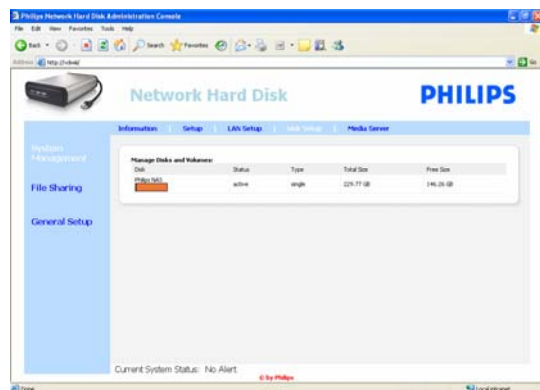 Philips Network Hard Disk Administration Console
File Edit View Favorites Tools Help
Back Search Favorites
Address Go
Network Hard Disk
PHILIPS
Information Setup LAN Setup Disk Setup Media Server
System Management
File Sharing
General Setup
Manage Disks and Volumes:
Disk Status Type Total Size Free Size
Philips NAS active single 229.77 GB 146.26 GB
Current System Status: No Alert
© by Philips
Done Local intranet